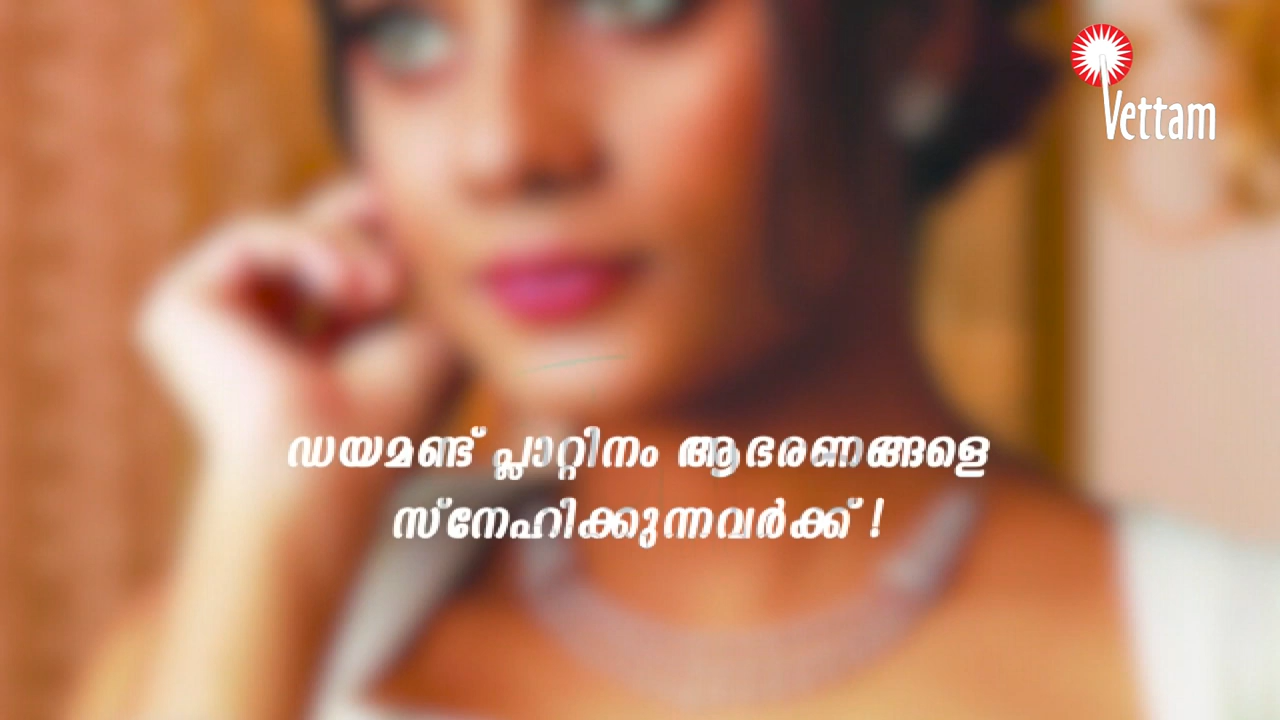 Vettam
ഡയമണ്ട് പ്ലാറ്റിനം ആഭരണങ്ങളെ
സ്നേഹിക്കുന്നവർക്ക് !